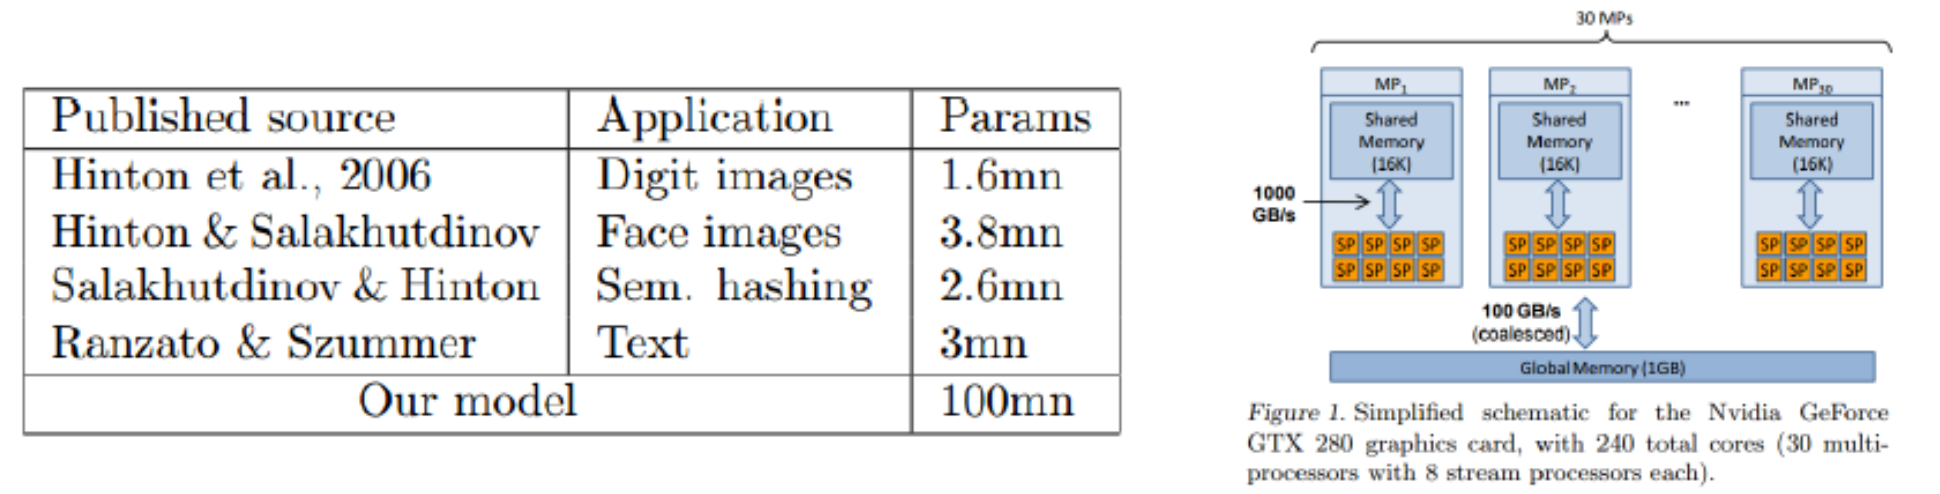 Published source Application Params
Hinton et al., 2006 Digit images 1.6mn
Hinton & Salakhutdinov Face images 3.8mn
Salakhutdinov & Hinton Sem. hashing 2.6mn
Ranzato & Szummer Text 3mn
Our model 100mn
30 MPs
MP1 MP2 ... MP30
Shared Shared Shared
Memory Memory Memory
(16K) (16K) (16K)
1000
GB/s
SP SP SP SP SP SP SP SP SP SP SP SP
SP SP SP SP SP SP SP SP SP SP SP SP
100 GB/s
(coalesced)
Global Memory (1GB)
Figure 1. Simplified schematic for the Nvidia GeForce
GTX 280 graphics card, with 240 total cores (30 multi-
processors with 8 stream processors each).